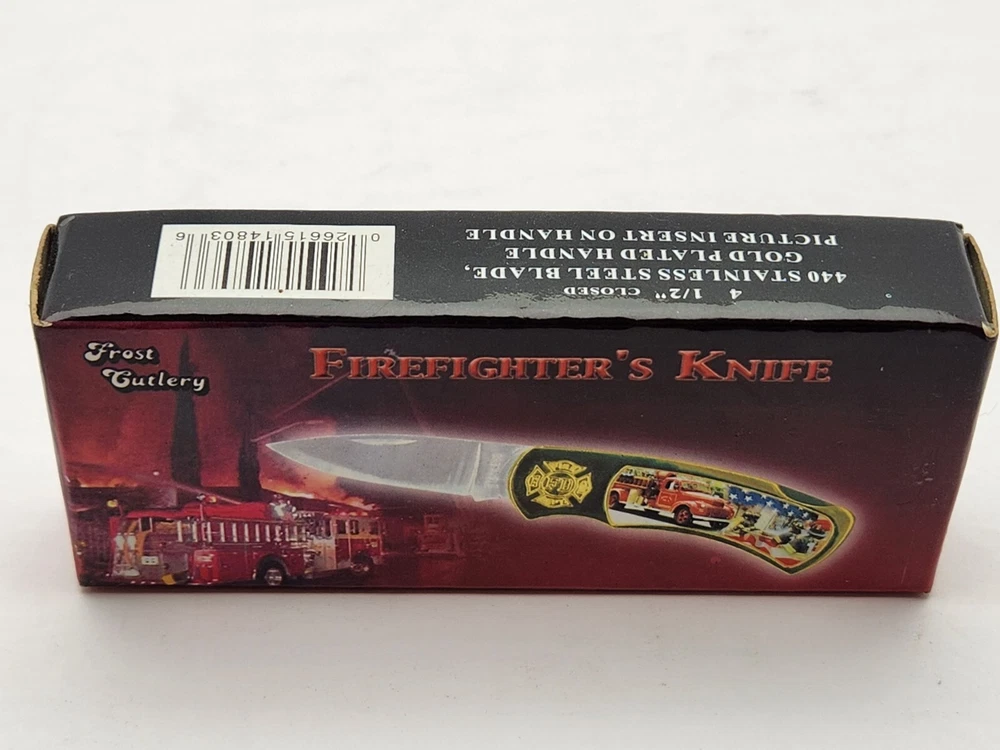 4 1/2" CLOSED
440 STAINLESS STEEL BLADE,
GOLD PLATED HANDLE
PICTURE INSERT ON HANDLE
0 26615 14803 6
Frost
Cutlery
FIREFIGHTER'S KNIFE